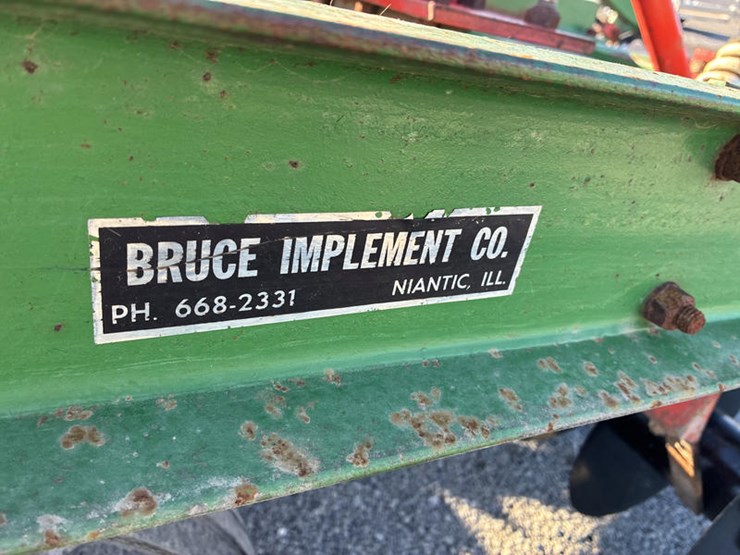 BRUCE IMPLEMENT CO.
PH. 668-2331 NIANTIC, ILL.